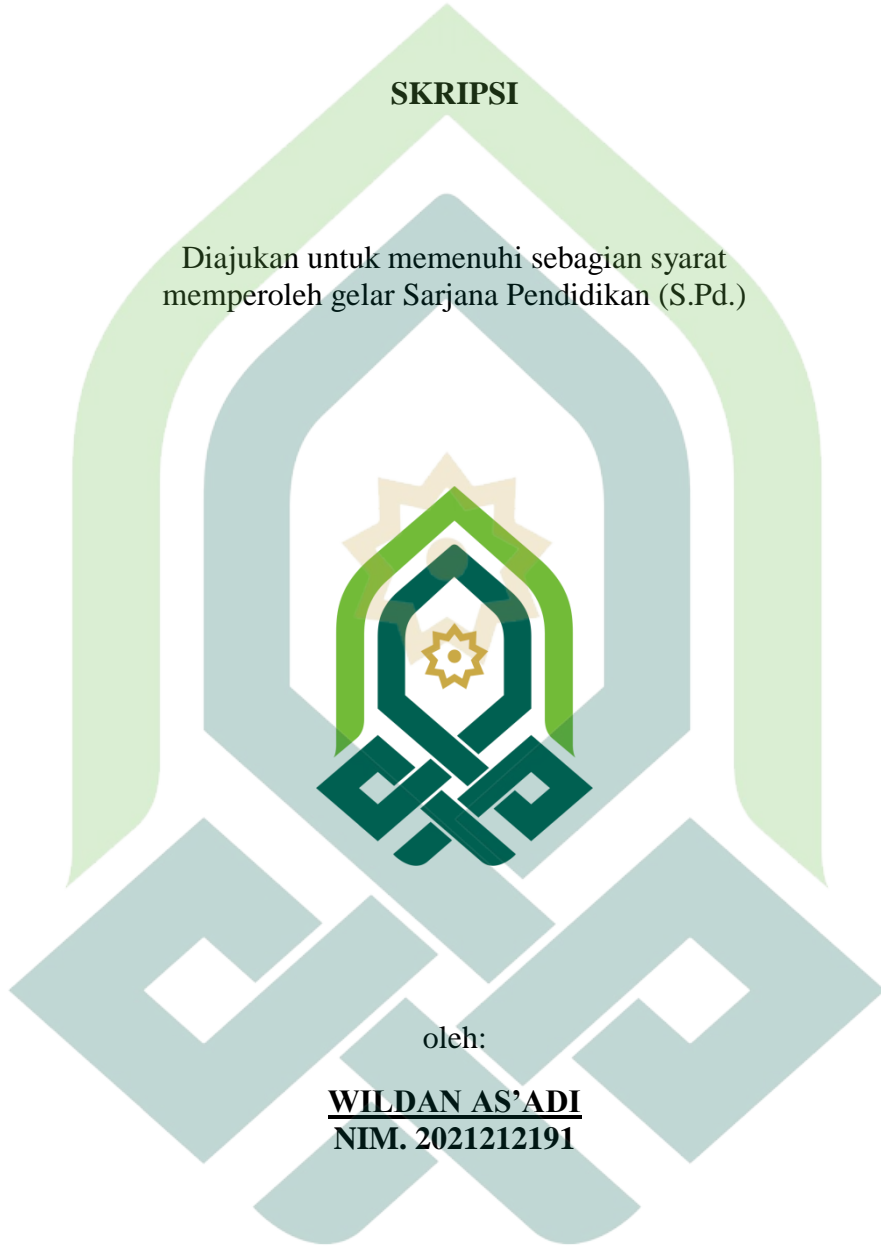 SKRIPSI
Diajukan untuk memenuhi sebagian syarat
memperoleh gelar Sarjana Pendidikan (S.Pd.)
oleh:
WILDAN AS’ADI
NIM. 2021212191